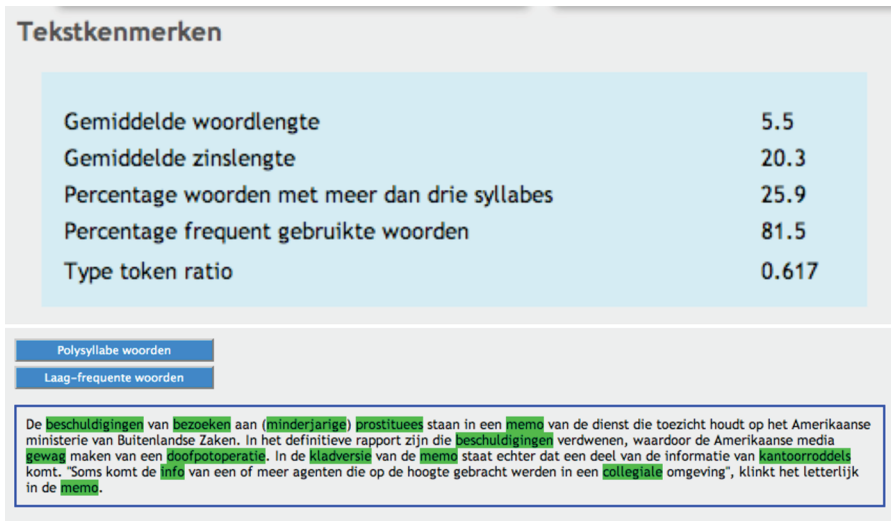 Tekstkenmerken
Gemiddelde woordlengte 5.5
Gemiddelde zinslengte 20.3
Percentage woorden met meer dan drie syllabes 25.9
Percentage frequent gebruikte woorden 81.5
Type token ratio 0.617
Polysyllabe woorden
Laag-frequente woorden
De beschuldigingen van bezoeken aan (minderjarige) prostituees staan in een memo van de dienst die toezicht houdt op het Amerikaanse
ministerie van Buitenlandse Zaken. In het definitieve rapport zijn die beschuldigingen verdwenen, waardoor de Amerikaanse media
gewag maken van een doofpotoperatie. In de kladversie van de memo staat echter dat een deel van de informatie van kantoorroddels
komt. "Soms komt de info van een of meer agenten die op de hoogte gebracht werden in een collegiale omgeving", klinkt het letterlijk
in de memo.